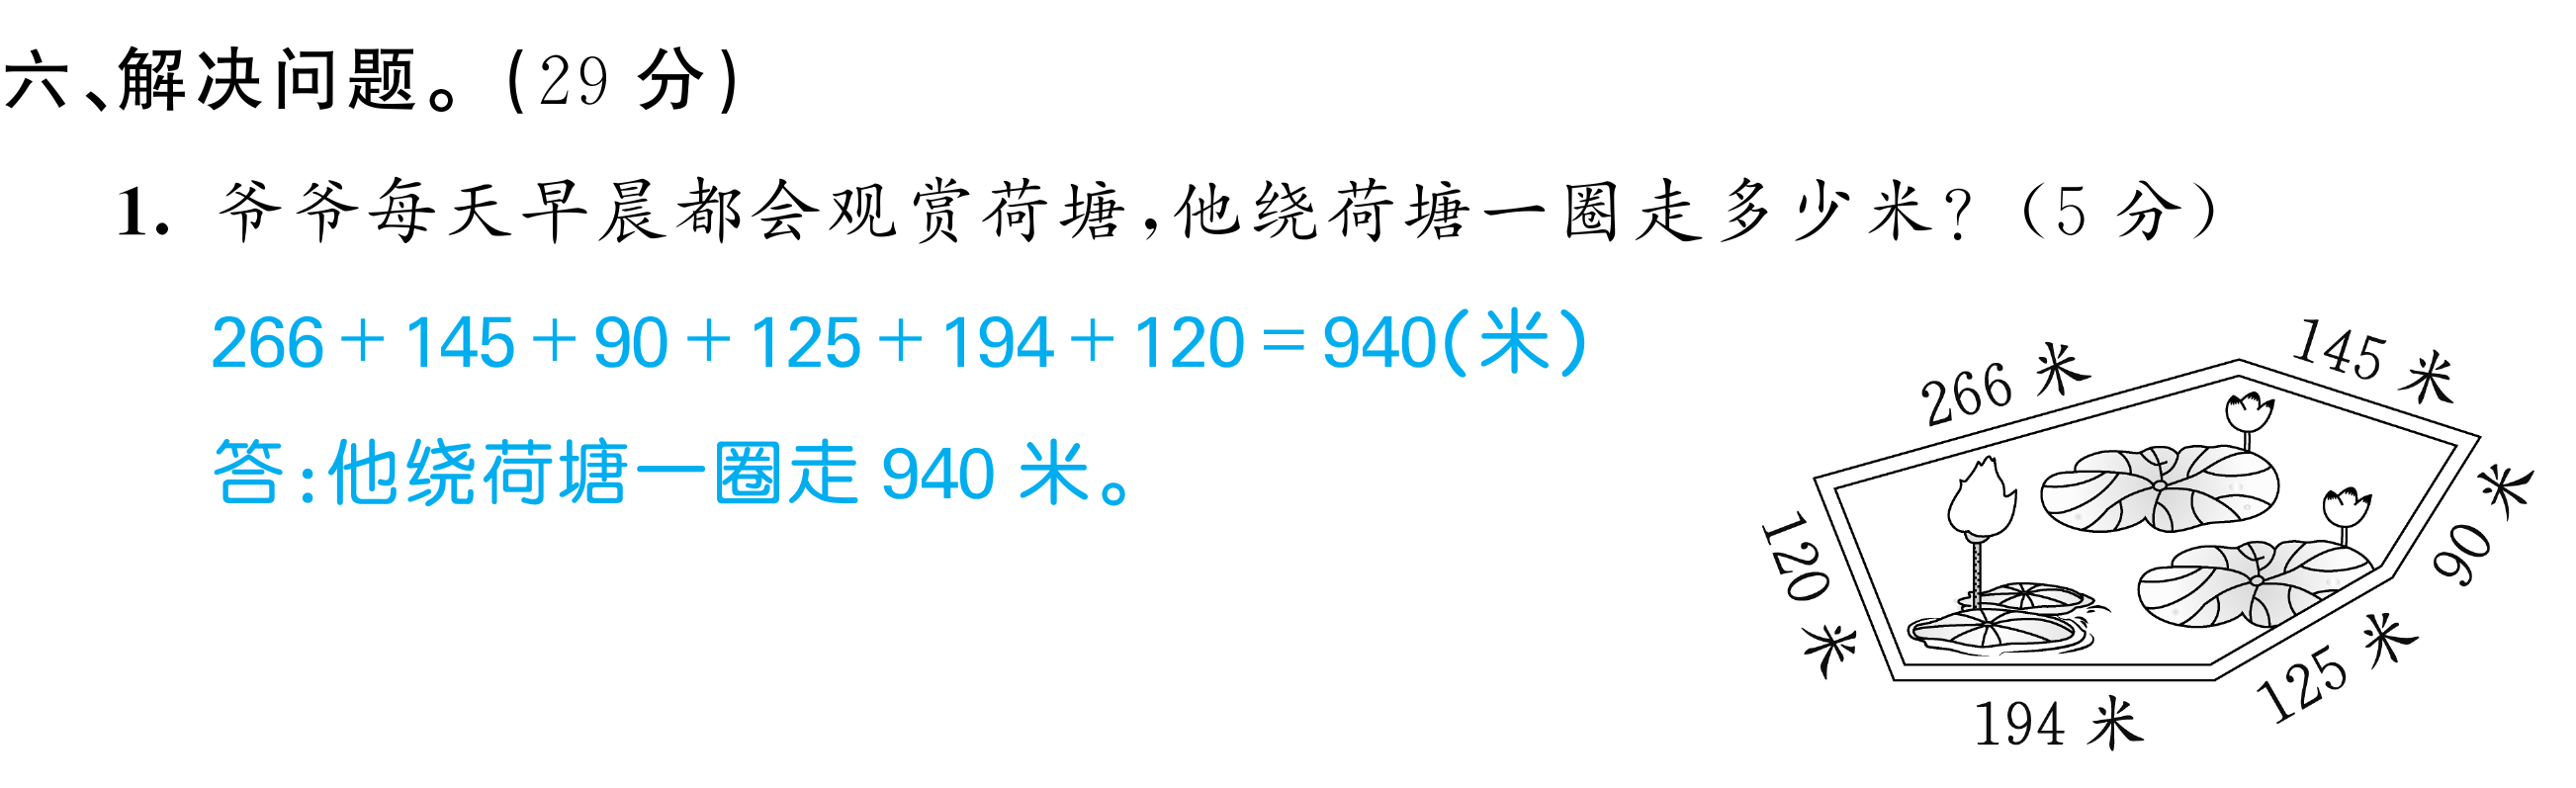 六、解决问题。(29 分)
1. 爷爷每天早晨都会观赏荷塘,他绕荷塘一圈走多少米?(5 分)
266+145+90+125+194+120=940(米)
答:他绕荷塘一圈走 940 米。
266 米
145 米
90 米
125 米
194 米
120 米